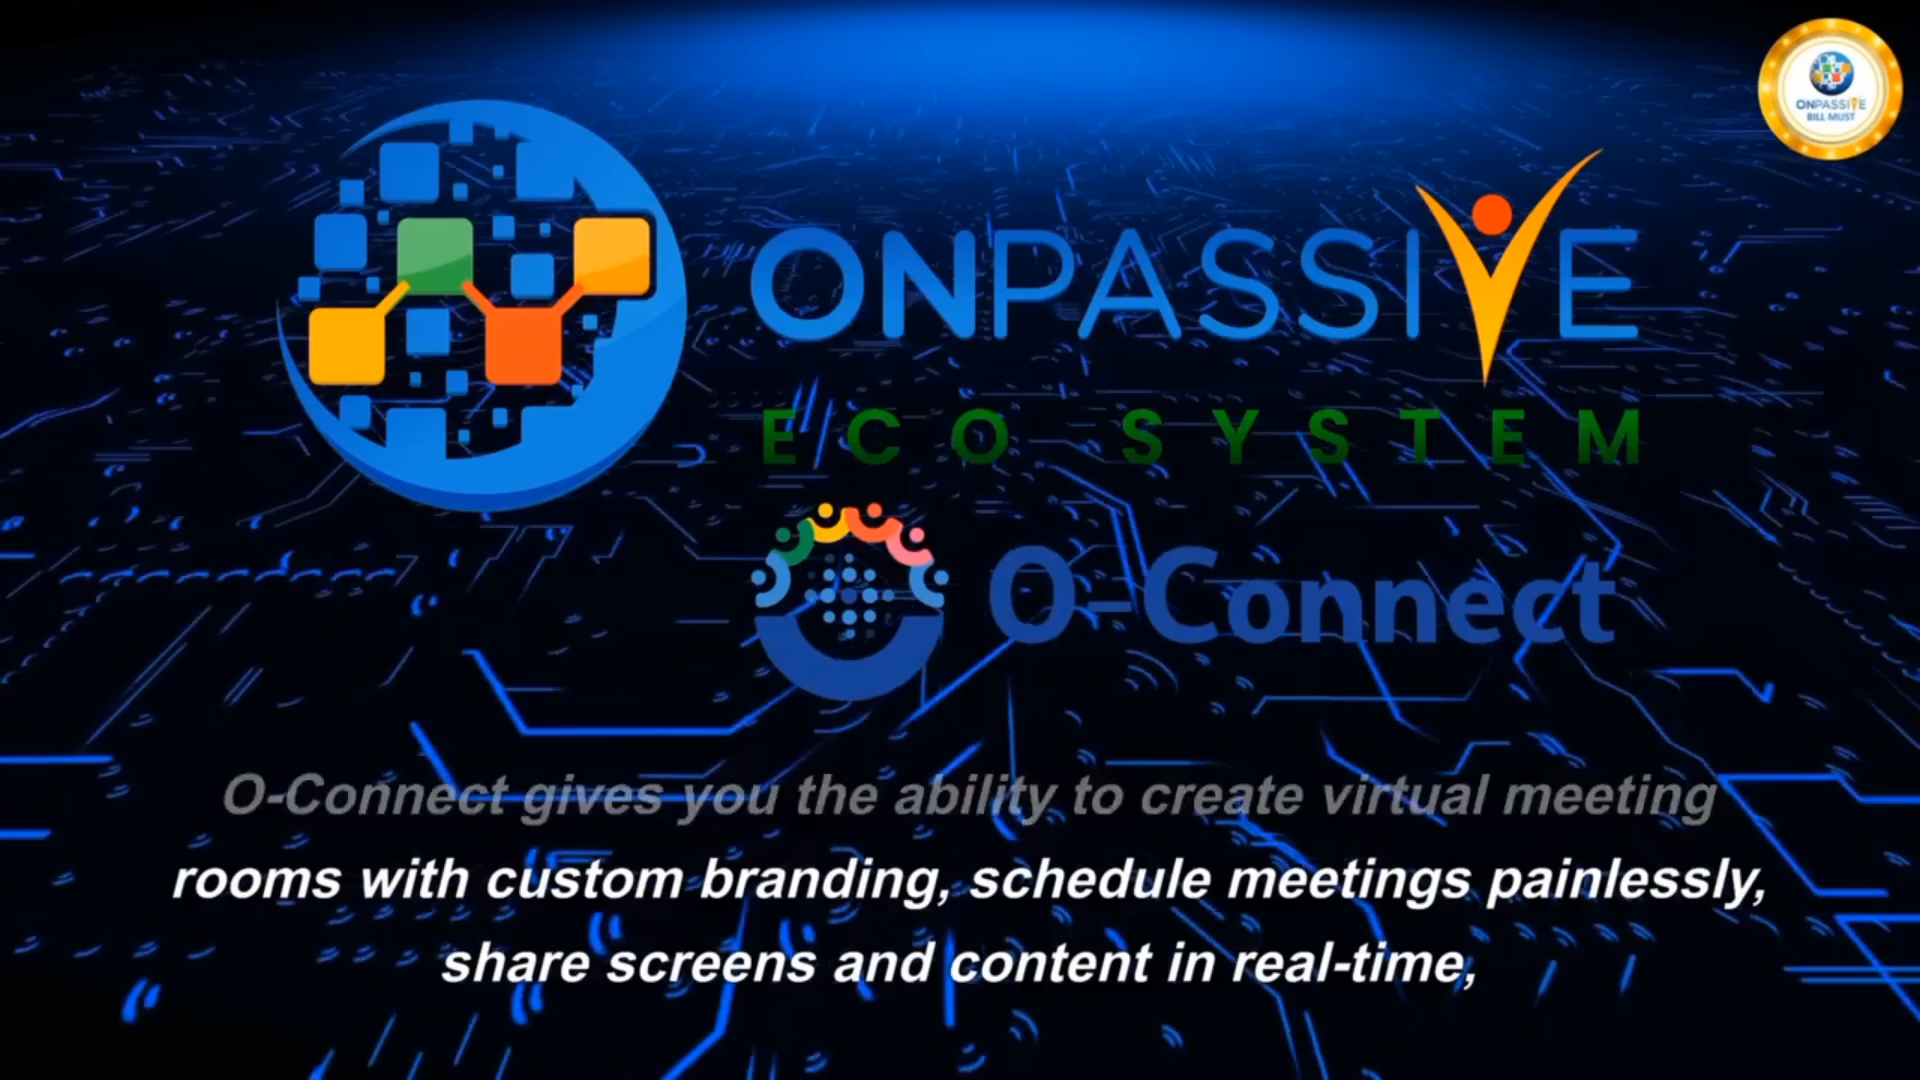 ONPASSIVE
BILL MUST
ONPASSIVE
ECO SYSTEM
O-Connect
O-Connect gives you the ability to create virtual meeting
rooms with custom branding, schedule meetings painlessly,
share screens and content in real-time,